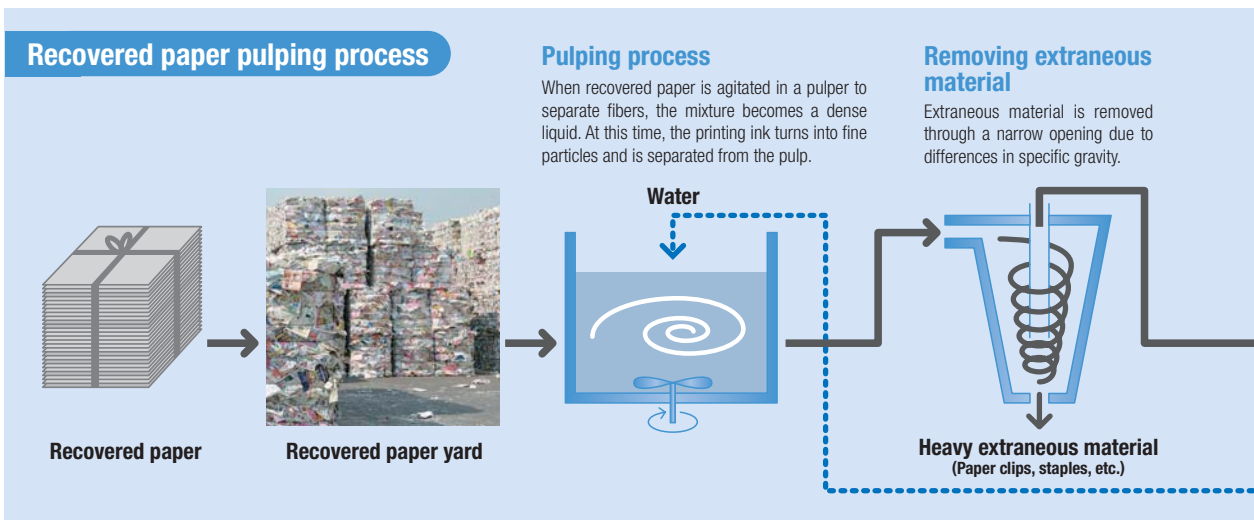 Recovered paper pulping process
Pulping process
When recovered paper is agitated in a pulper to
separate fibers, the mixture becomes a dense
liquid. At this time, the printing ink turns into fine
particles and is separated from the pulp.
Removing extraneous
material
Extraneous material is removed
through a narrow opening due to
differences in specific gravity.
Water
Recovered paper
Recovered paper yard
Heavy extraneous material
(Paper clips, staples, etc.)